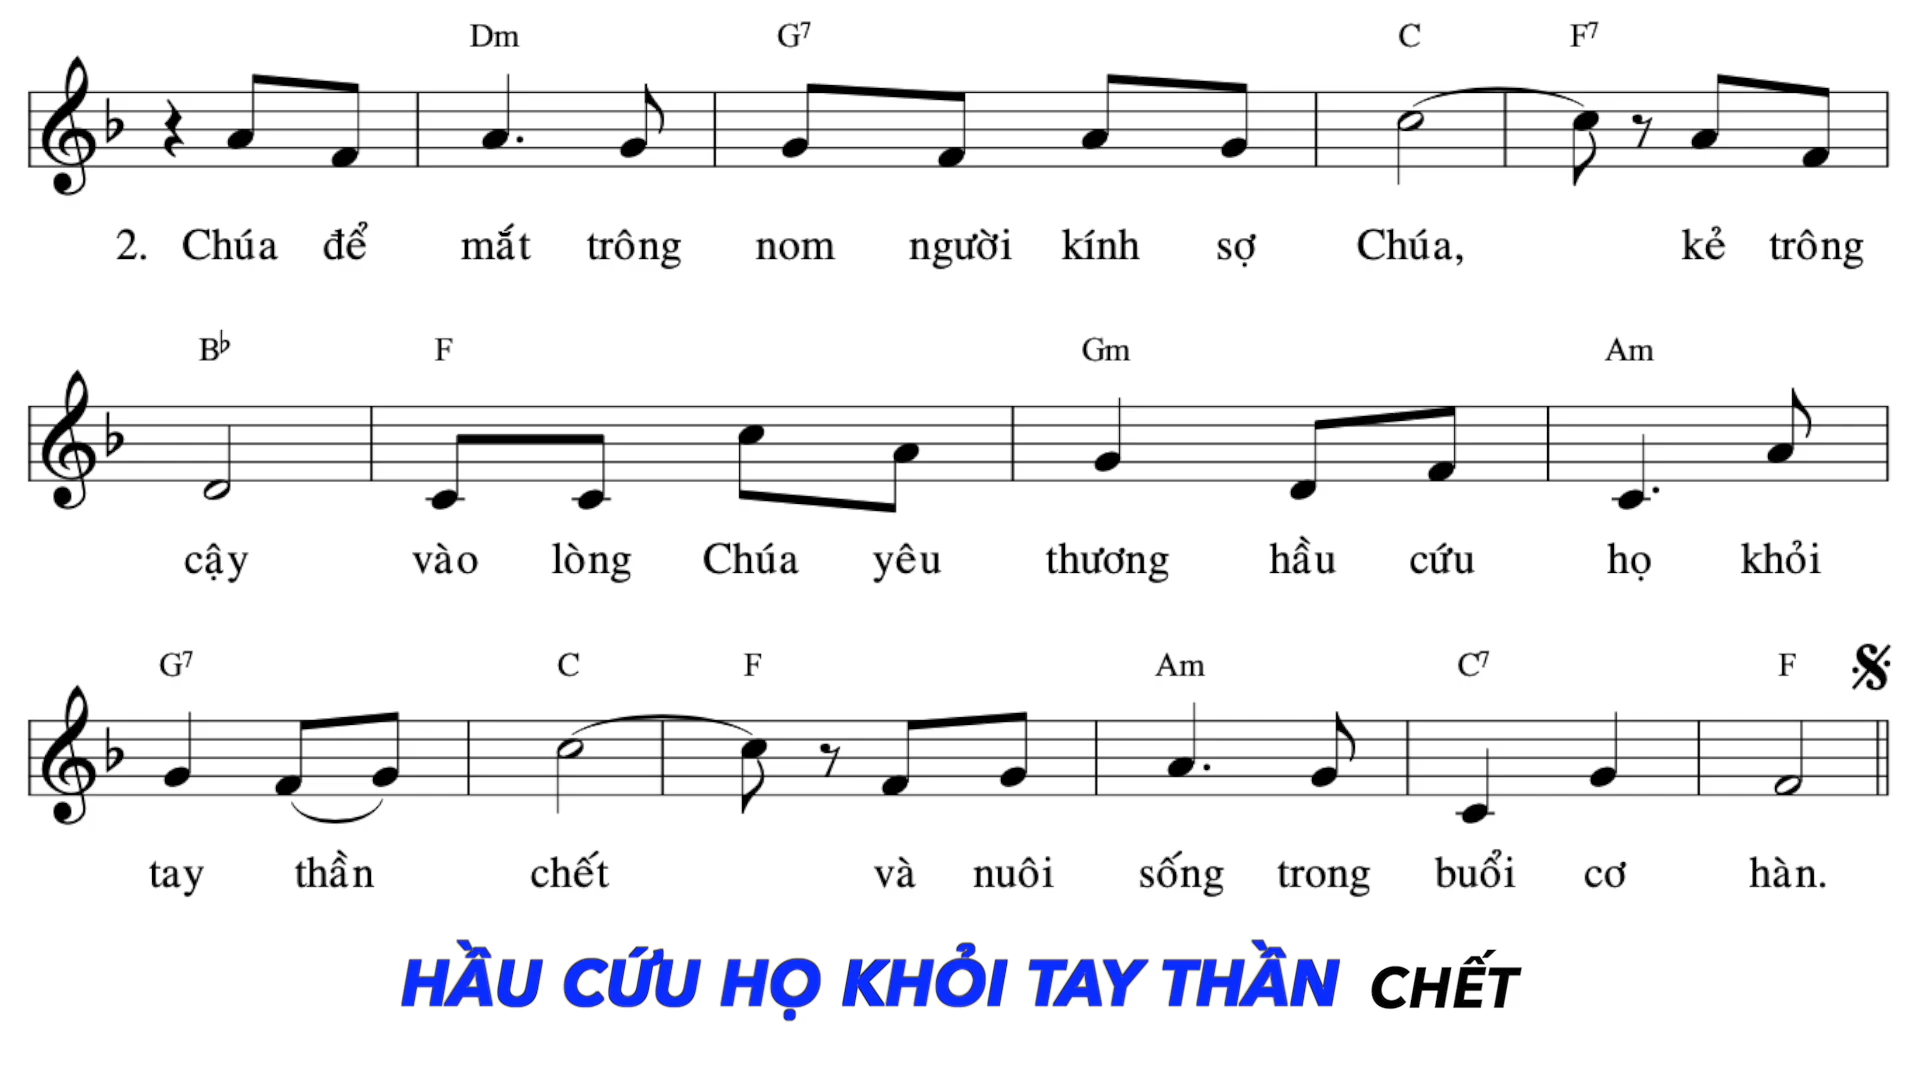 Dm G7 C F7
2. Chúa để mắt trông nom người kính sợ Chúa, kẻ trông
B♭ F Gm Am
cậy vào lòng Chúa yêu thương hầu cứu họ khỏi
G7 C F Am C7 F
tay thần chết và nuôi sống trong buổi cơ hàn.
HẦU CỨU HỌ KHỎI TAY THẦN CHẾT